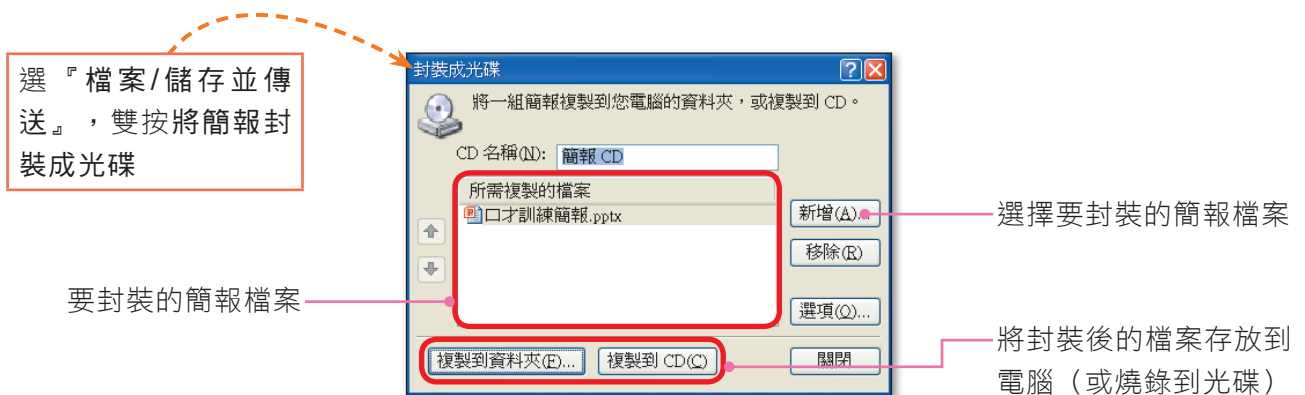 選『檔案/儲存並傳
送』，雙按將簡報封
裝成光碟
封裝成光碟
將一組簡報複製到您電腦的資料夾，或複製到 CD。
CD 名稱(N): 簡報 CD
所需複製的檔案
口才訓練簡報.pptx
新增(A)...
選擇要封裝的簡報檔案
移除(R)
要封裝的簡報檔案
選項(O)...
複製到資料夾(F)... 複製到 CD(C) 關閉
將封裝後的檔案存放到
電腦（或燒錄到光碟）